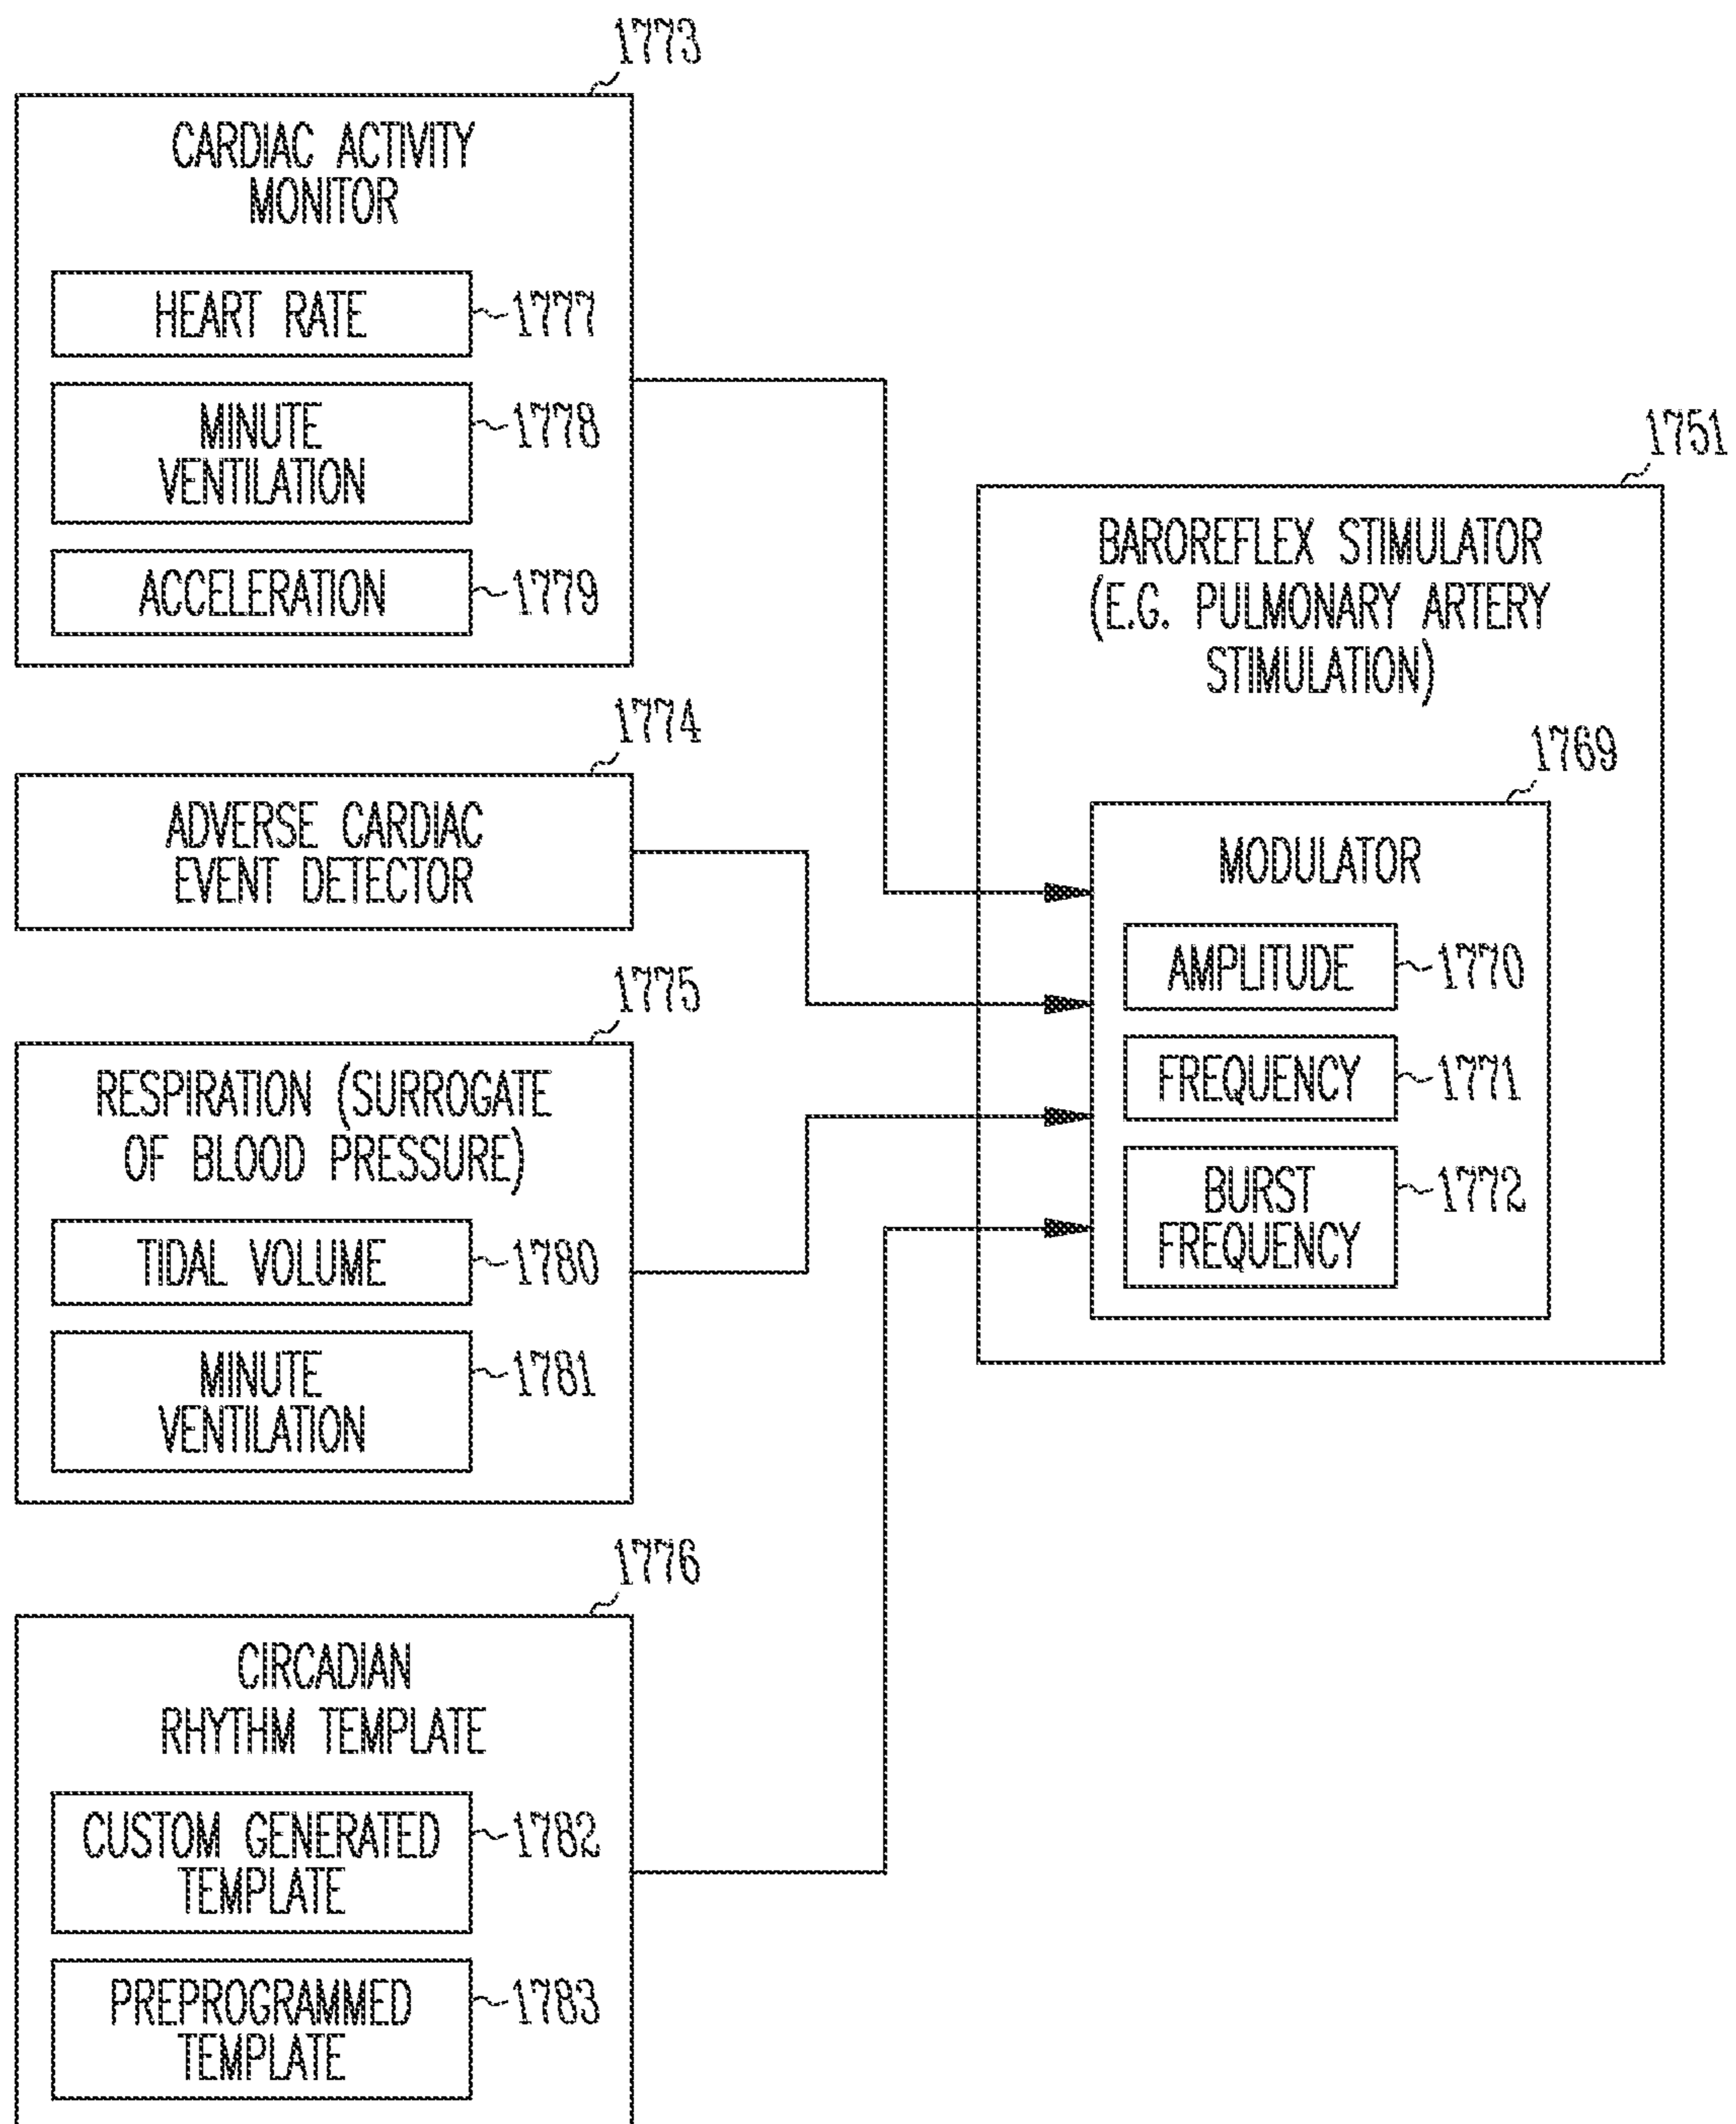 1773
CARDIAC ACTIVITY
MONITOR
HEART RATE
1777
MINUTE
VENTILATION
1778
ACCELERATION
1779
1774
ADVERSE CARDIAC
EVENT DETECTOR
1775
RESPIRATION (SURROGATE
OF BLOOD PRESSURE)
TIDAL VOLUME
1780
MINUTE
VENTILATION
1781
1776
CIRCADIAN
RHYTHM TEMPLATE
CUSTOM GENERATED
TEMPLATE
1782
PREPROGRAMMED
TEMPLATE
1783
1751
BAROREFLEX STIMULATOR
(E.G. PULMONARY ARTERY
STIMULATION)
1769
MODULATOR
AMPLITUDE
1770
FREQUENCY
1771
BURST
FREQUENCY
1772